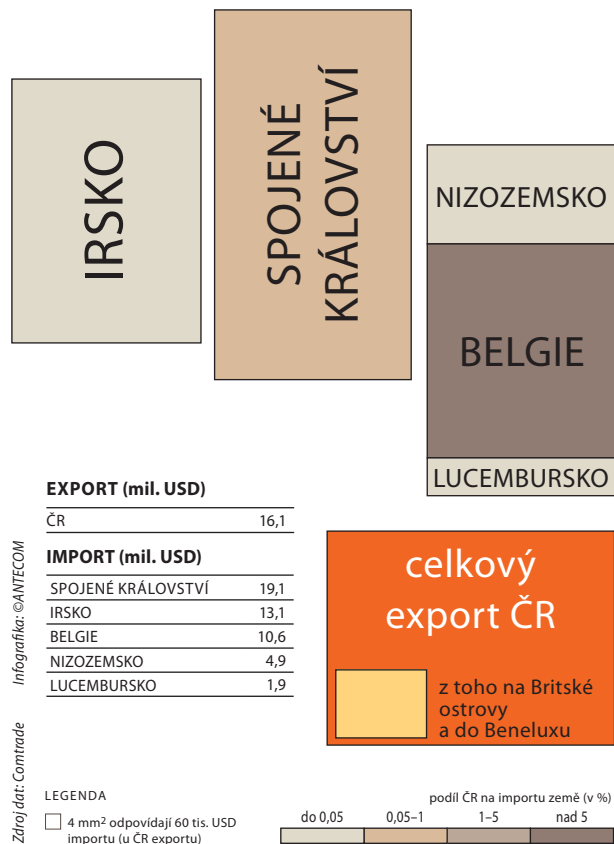 IRSKO
SPOJENÉ
KRÁLOVSTVÍ
NIZOZEMSKO
BELGIE
LUCEMBURSKO
EXPORT (mil. USD)
ČR 16,1
IMPORT (mil. USD)
SPOJENÉ KRÁLOVSTVÍ 19,1
IRSKO 13,1
BELGIE 10,6
NIZOZEMSKO 4,9
LUCEMBURSKO 1,9
celkový
export ČR
z toho na Britské
ostrovy
a do Beneluxu
Zdroj dat: Comtrade Infografika: ©ANTECOM
LEGENDA
4 mm² odpovídají 60 tis. USD
importu (u ČR exportu)
podíl ČR na importu země (v %)
do 0,05 0,05–1 1–5 nad 5